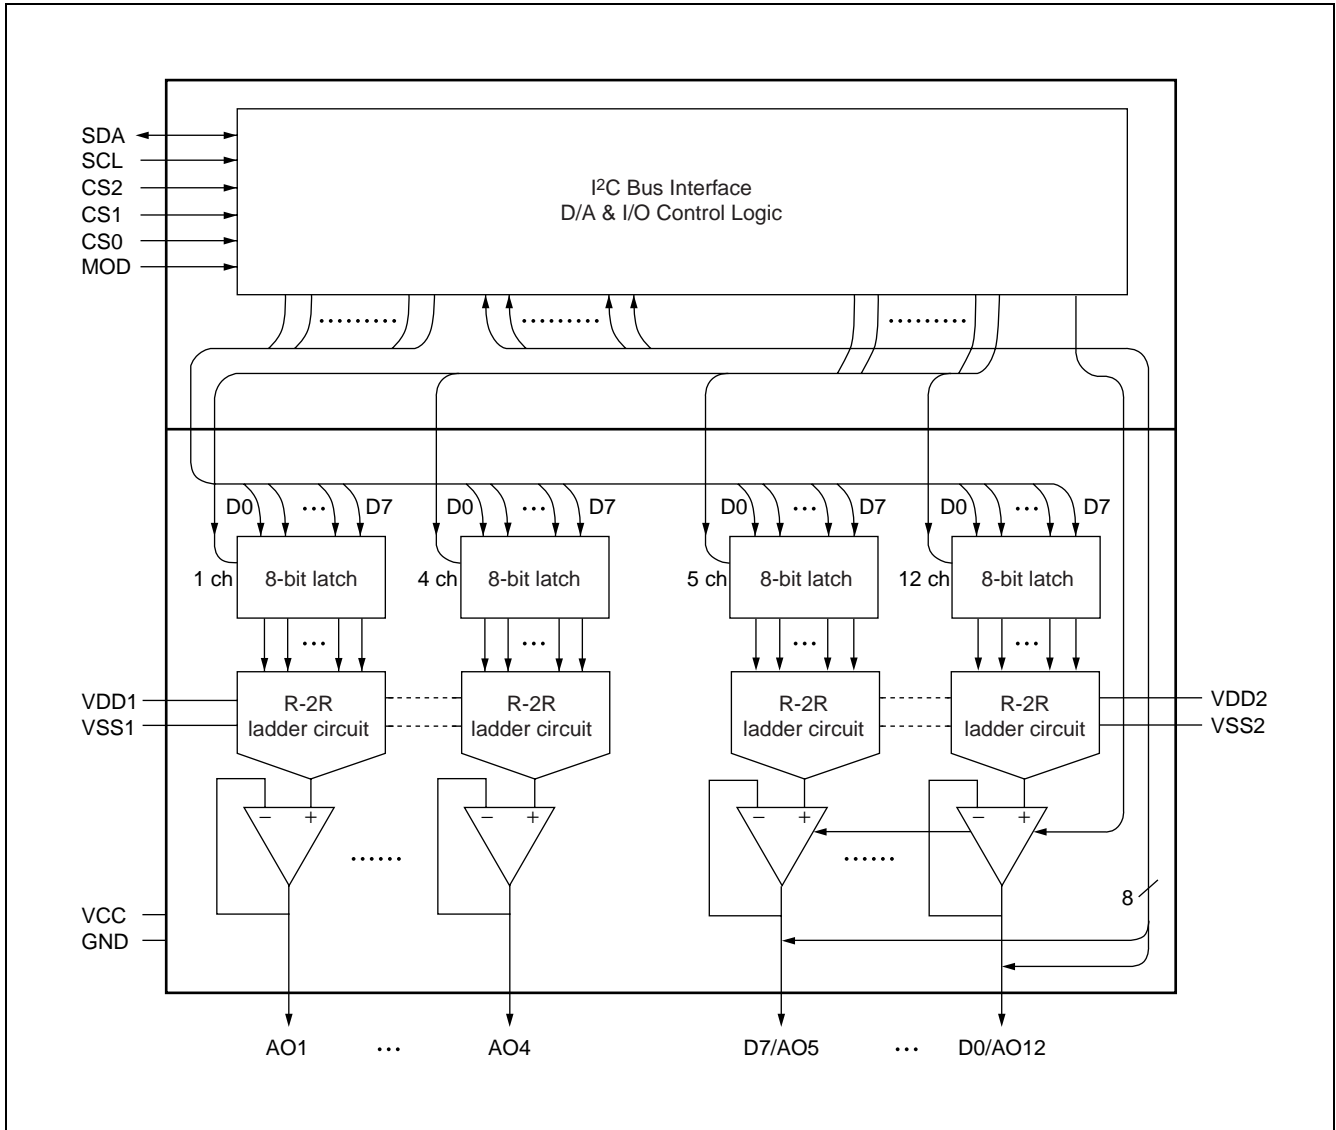 SDA
SCL
CS2
CS1
CS0
MOD
I²C Bus Interface
D/A & I/O Control Logic
D0 ... D7
D0 ... D7
D0 ... D7
D0 ... D7
1 ch
8-bit latch
4 ch
8-bit latch
5 ch
8-bit latch
12 ch
8-bit latch
VDD1
VSS1
R-2R
ladder circuit
R-2R
ladder circuit
R-2R
ladder circuit
R-2R
ladder circuit
VDD2
VSS2
− +
− +
− +
− +
8
VCC
GND
AO1 ... AO4 D7/AO5 ... D0/AO12